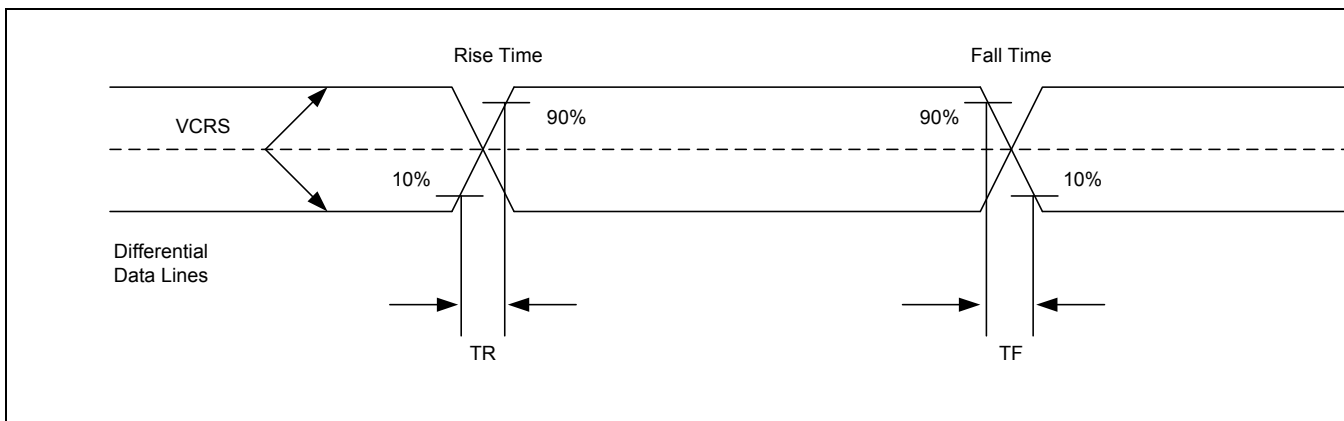 Rise Time
Fall Time
VCRS
90%
90%
10%
10%
Differential
Data Lines
TR
TF